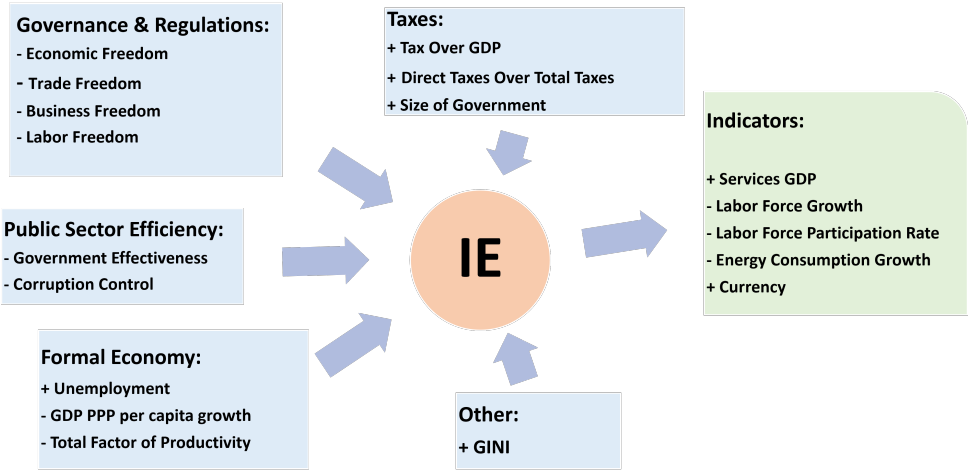 Governance & Regulations:
- Economic Freedom
- Trade Freedom
- Business Freedom
- Labor Freedom
Taxes:
+ Tax Over GDP
+ Direct Taxes Over Total Taxes
+ Size of Government
Public Sector Efficiency:
- Government Effectiveness
- Corruption Control
IE
Indicators:
+ Services GDP
- Labor Force Growth
- Labor Force Participation Rate
- Energy Consumption Growth
+ Currency
Formal Economy:
+ Unemployment
- GDP PPP per capita growth
- Total Factor of Productivity
Other:
+ GINI